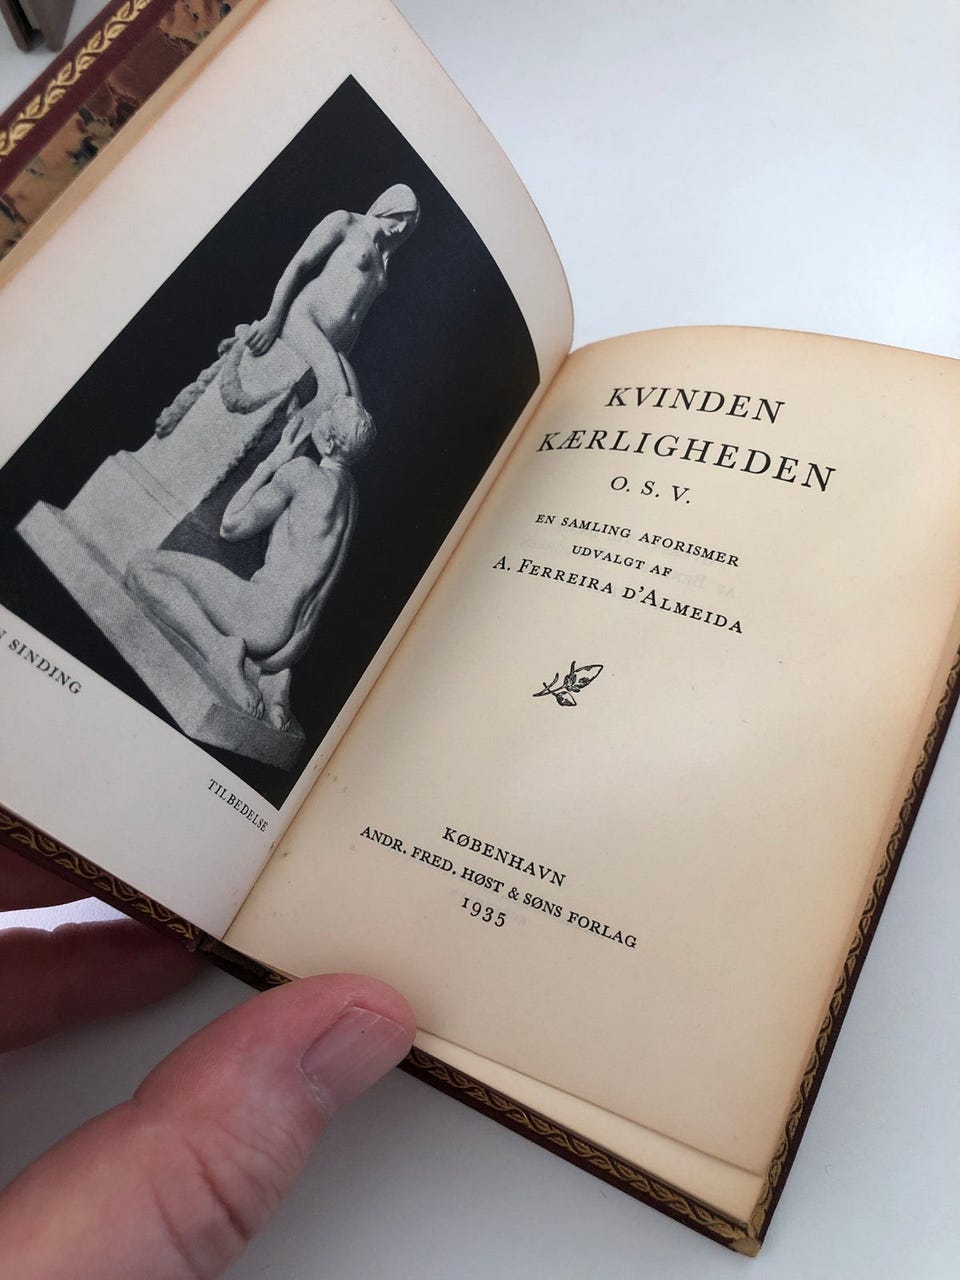 SINDING
TILBEDELSE
KVINDEN
KÆRLIGHEDEN
O. S. V.
EN SAMLING AFORISMER
UDVALGT AF
A. FERREIRA D'ALMEIDA
KØBENHAVN
ANDR. FRED. HØST & SØNS FORLAG
1935